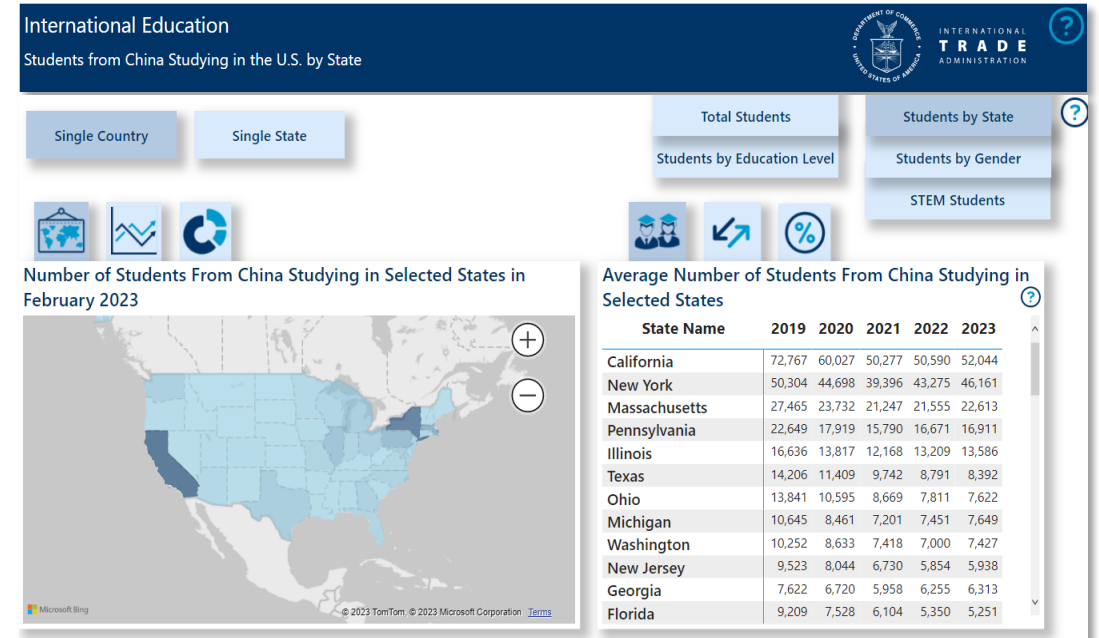 International Education
Students from China Studying in the U.S. by State
DEPARTMENT OF COMMERCE
UNITED STATES OF AMERICA
INTERNATIONAL
TRADE
ADMINISTRATION
?
Single Country
Single State
Total Students
Students by State
?
Students by Education Level
Students by Gender
STEM Students
%
Number of Students From China Studying in Selected States in
February 2023
Microsoft Bing
© 2023 TomTom, © 2023 Microsoft Corporation Terms
Average Number of Students From China Studying in
Selected States
?
State Name 2019 2020 2021 2022 2023
California 72,767 60,027 50,277 50,590 52,044
New York 50,304 44,698 39,396 43,275 46,161
Massachusetts 27,465 23,732 21,247 21,555 22,613
Pennsylvania 22,649 17,919 15,790 16,671 16,911
Illinois 16,636 13,817 12,168 13,209 13,586
Texas 14,206 11,409 9,742 8,791 8,392
Ohio 13,841 10,595 8,669 7,811 7,622
Michigan 10,645 8,461 7,201 7,451 7,649
Washington 10,252 8,633 7,418 7,000 7,427
New Jersey 9,523 8,044 6,730 5,854 5,938
Georgia 7,622 6,720 5,958 6,255 6,313
Florida 9,209 7,528 6,104 5,350 5,251